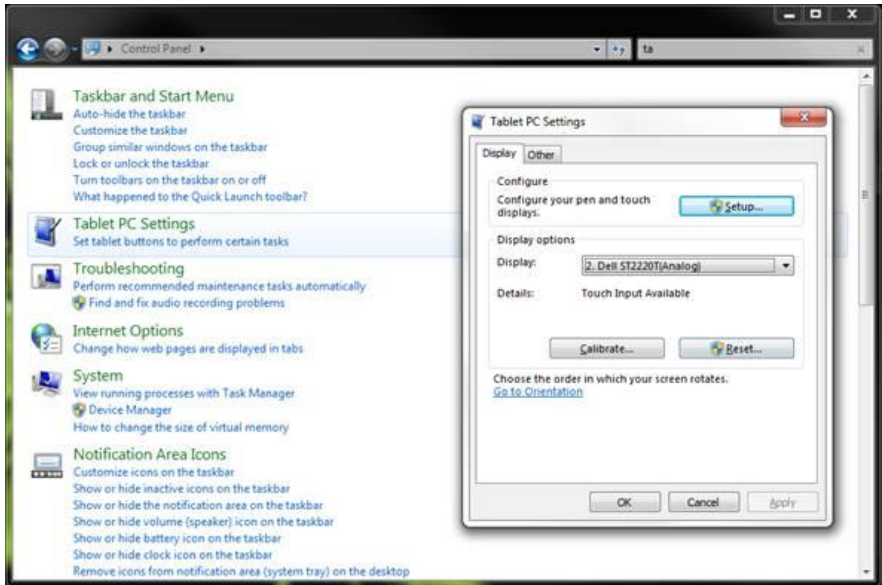 Control Panel
ta
Taskbar and Start Menu
Auto-hide the taskbar
Customize the taskbar
Group similar windows on the taskbar
Lock or unlock the taskbar
Turn toolbars on the taskbar on or off
What happened to the Quick Launch toolbar?
Tablet PC Settings
Set tablet buttons to perform certain tasks
Troubleshooting
Perform recommended maintenance tasks automatically
Find and fix audio recording problems
Internet Options
Change how web pages are displayed in tabs
System
View running processes with Task Manager
Device Manager
How to change the size of virtual memory
Notification Area Icons
Customize icons on the taskbar
Show or hide inactive icons on the taskbar
Show or hide the notification area on the taskbar
Show or hide volume (speaker) icon on the taskbar
Show or hide battery icon on the taskbar
Show or hide clock icon on the taskbar
Remove icons from notification area (system tray) on the desktop
Tablet PC Settings
Display Other
Configure
Configure your pen and touch
displays.
Setup...
Display options
Display:
2. Dell ST2220T(Analog)
Details:
Touch Input Available
Calibrate...
Reset...
Choose the order in which your screen rotates.
Go to Orientation
OK
Cancel
Apply